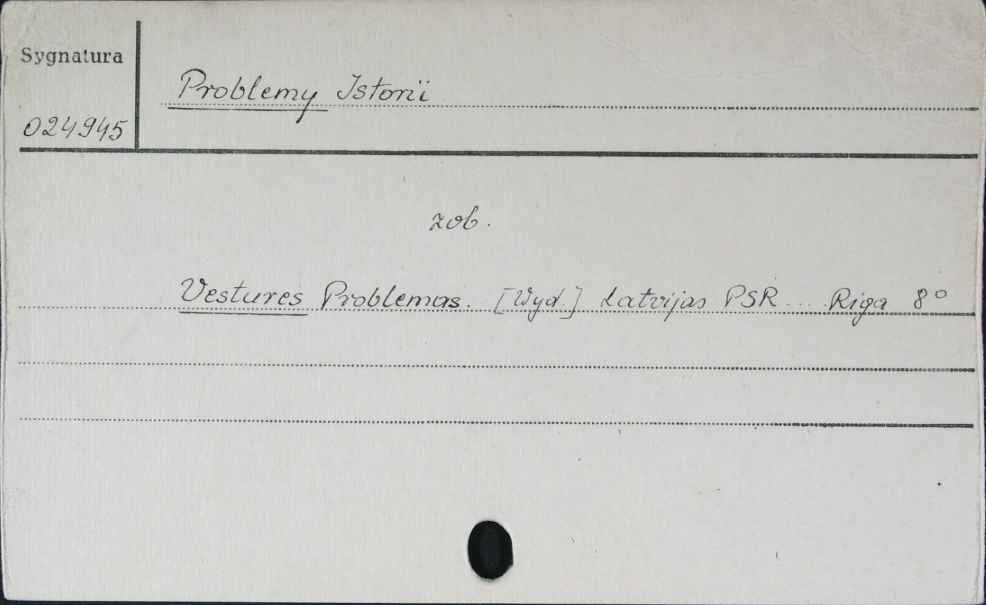 Sygnatura
Problemy Istorii
024945
zob.
Vestures Problemas. [Wyd.] Latvijas PSR... Riga 8°